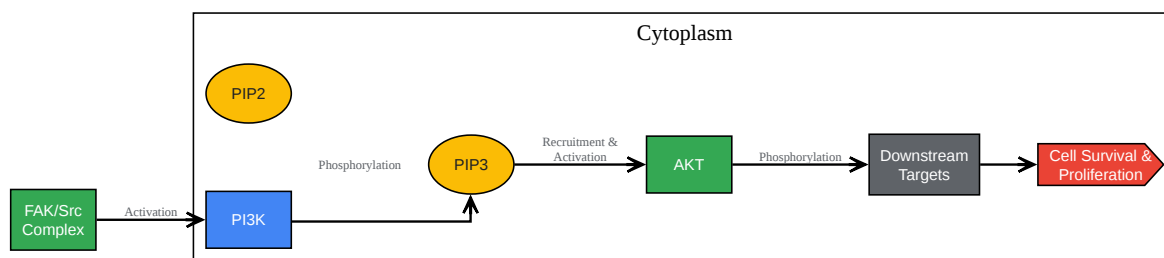 Cytoplasm
PIP2
Phosphorylation
PIP3
Recruitment &
Activation
AKT
Phosphorylation
Downstream
Targets
Cell Survival &
Proliferation
FAK/Src
Complex
Activation
PI3K